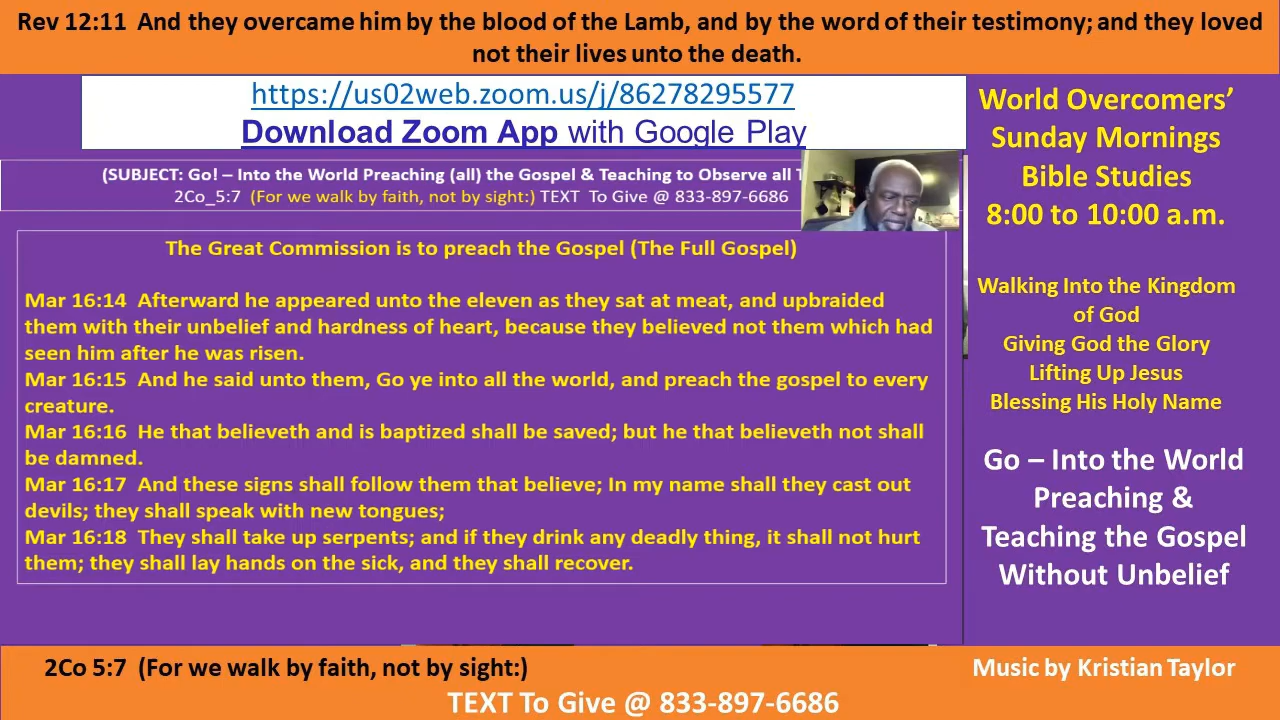 Rev 12:11 And they overcame him by the blood of the Lamb, and by the word of their testimony; and they loved
not their lives unto the death.
https://us02web.zoom.us/j/86278295577
Download Zoom App with Google Play
(SUBJECT: Go! – Into the World Preaching (all) the Gospel & Teaching to Observe all
2Co_5:7 (For we walk by faith, not by sight:) TEXT To Give @ 833-897-6686
The Great Commission is to preach the Gospel (The Full Gospel)
Mar 16:14 Afterward he appeared unto the eleven as they sat at meat, and upbraided
them with their unbelief and hardness of heart, because they believed not them which had
seen him after he was risen.
Mar 16:15 And he said unto them, Go ye into all the world, and preach the gospel to every
creature.
Mar 16:16 He that believeth and is baptized shall be saved; but he that believeth not shall
be damned.
Mar 16:17 And these signs shall follow them that believe; In my name shall they cast out
devils; they shall speak with new tongues;
Mar 16:18 They shall take up serpents; and if they drink any deadly thing, it shall not hurt
them; they shall lay hands on the sick, and they shall recover.
World Overcomers’
Sunday Mornings
Bible Studies
8:00 to 10:00 a.m.
Walking Into the Kingdom
of God
Giving God the Glory
Lifting Up Jesus
Blessing His Holy Name
Go – Into the World
Preaching &
Teaching the Gospel
Without Unbelief
2Co 5:7 (For we walk by faith, not by sight:)
Music by Kristian Taylor
TEXT To Give @ 833-897-6686